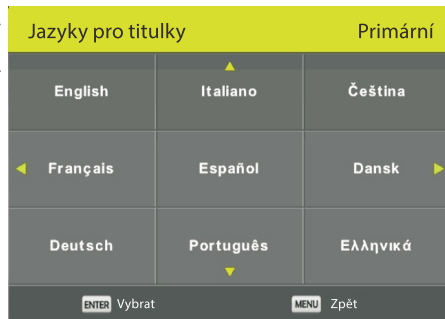 Jazyky pro titulky Primární
English Italiano Čeština
Français Español Dansk
Deutsch Português Ελληνικά
ENTER Vybrat MENU Zpět